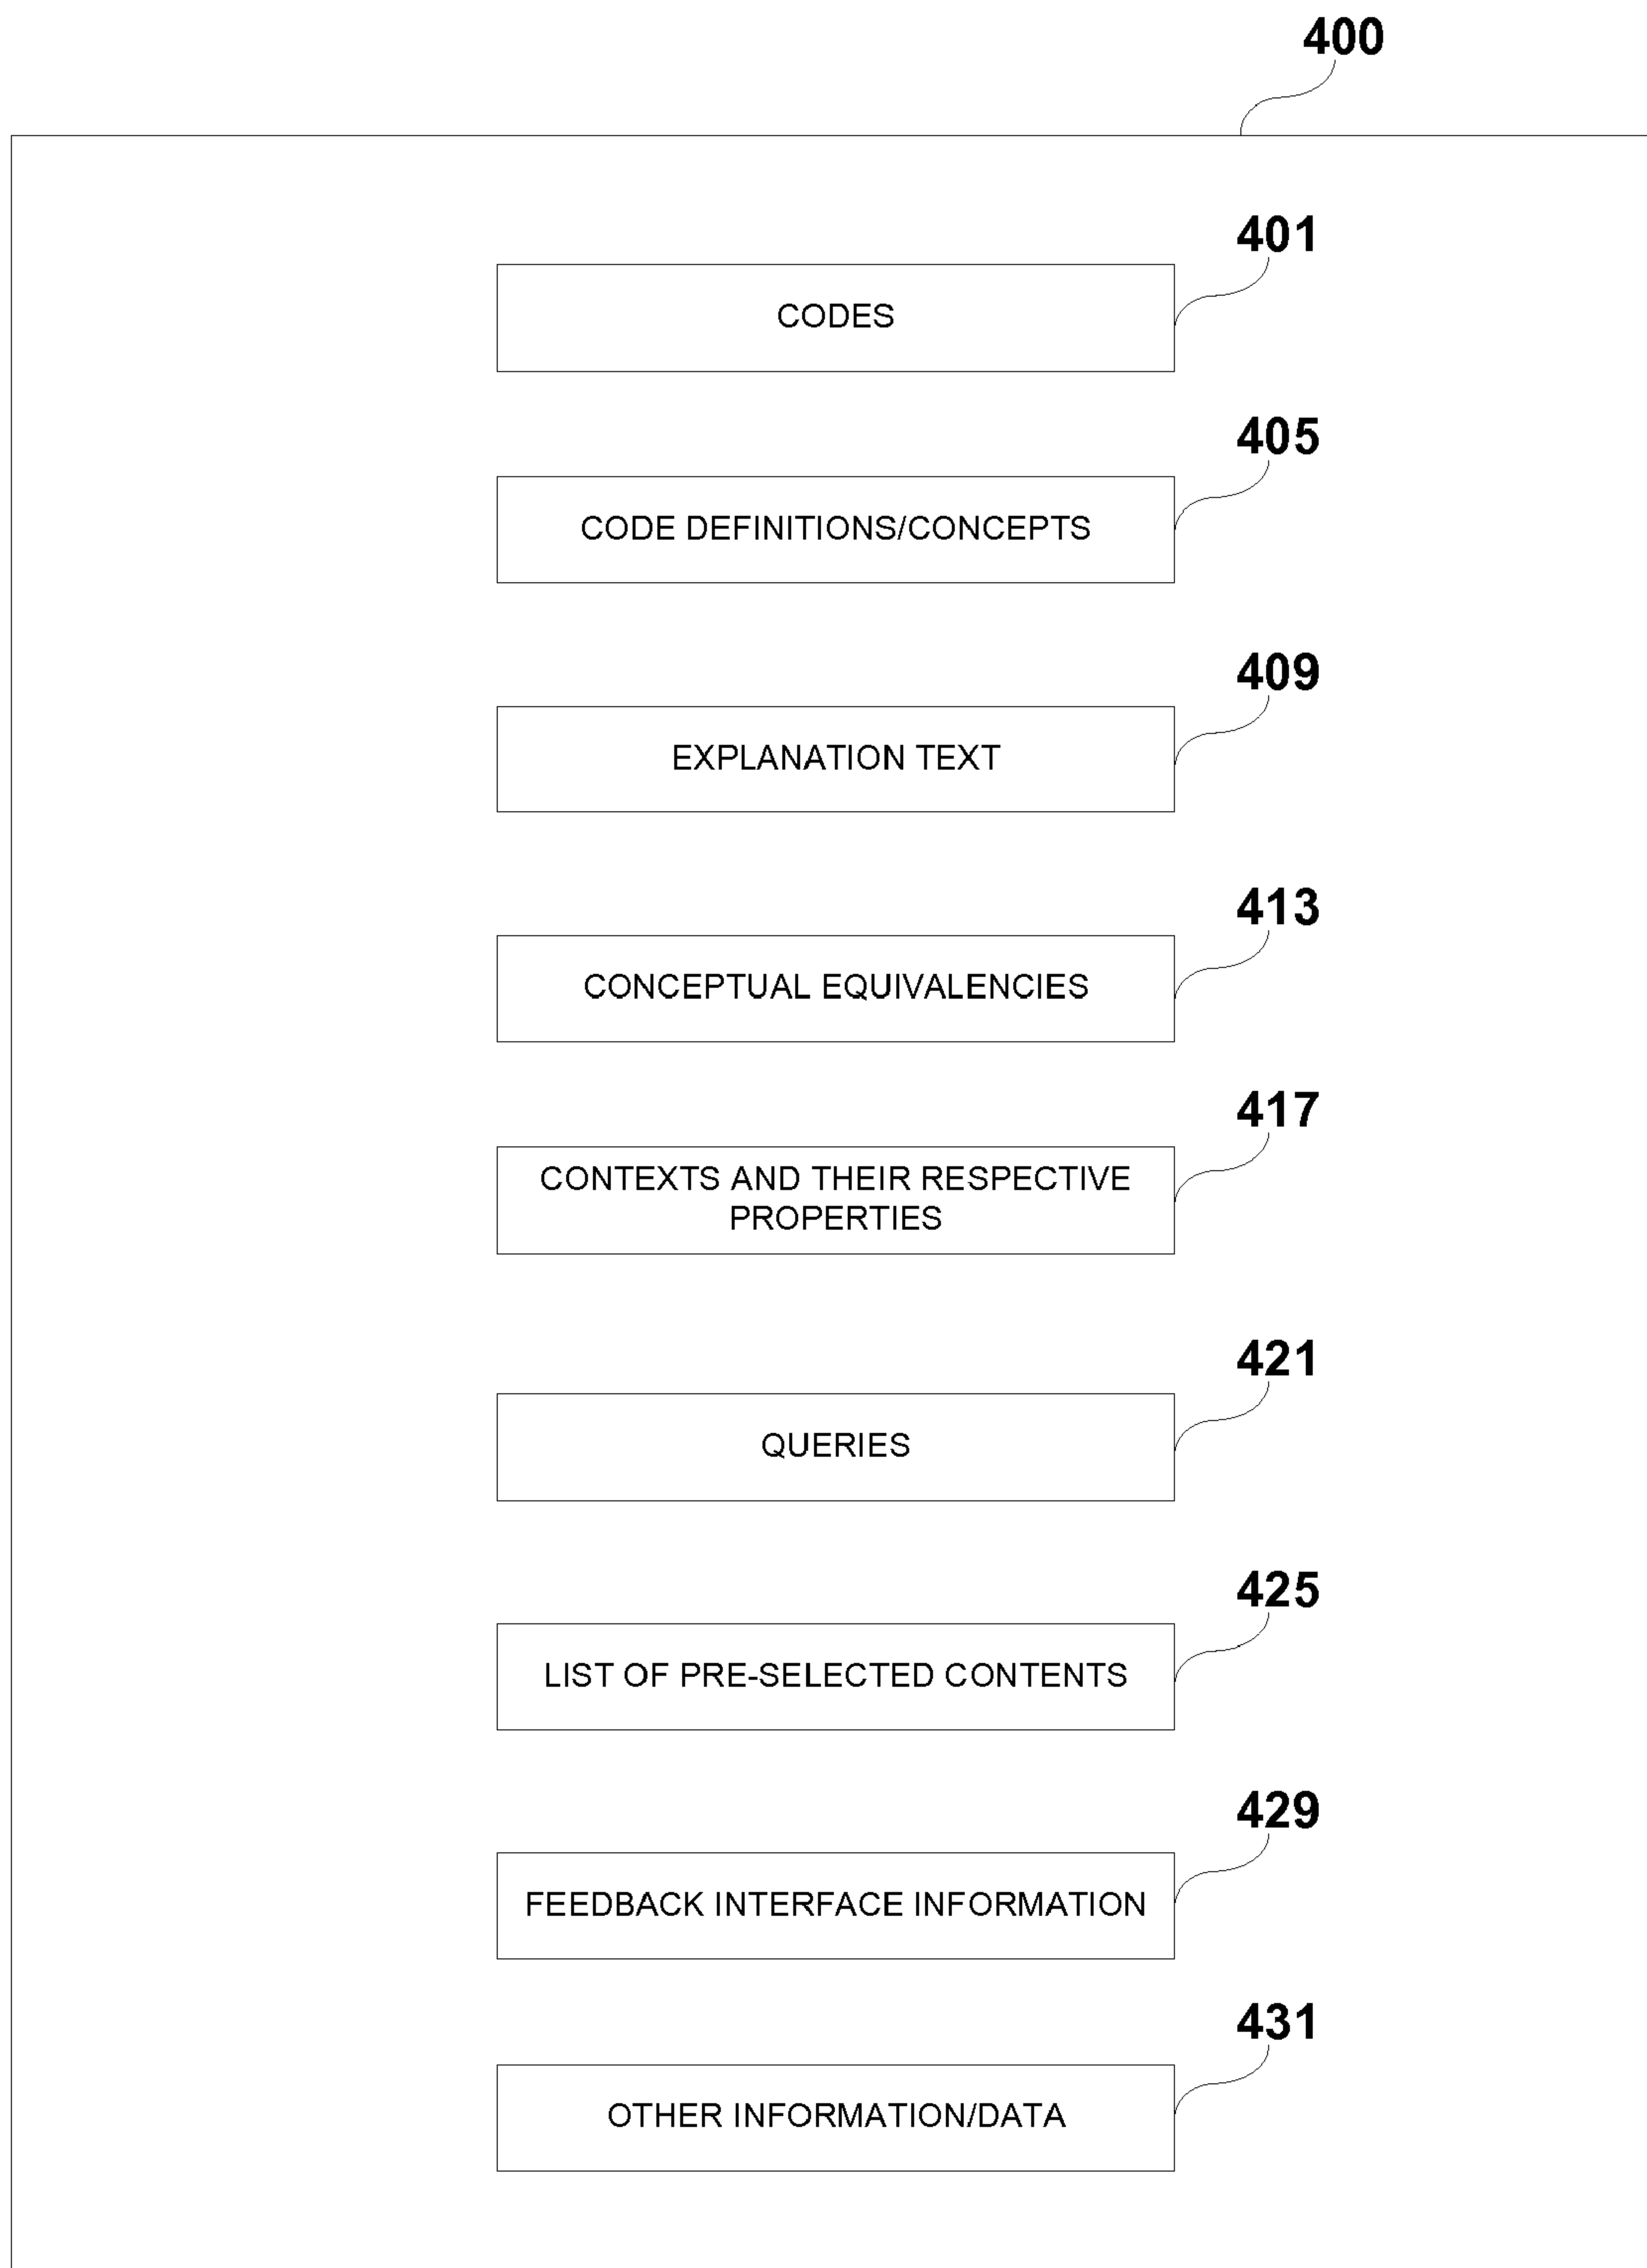 400
401
CODES
405
CODE DEFINITIONS/CONCEPTS
409
EXPLANATION TEXT
413
CONCEPTUAL EQUIVALENCIES
417
CONTEXTS AND THEIR RESPECTIVE
PROPERTIES
421
QUERIES
425
LIST OF PRE-SELECTED CONTENTS
429
FEEDBACK INTERFACE INFORMATION
431
OTHER INFORMATION/DATA